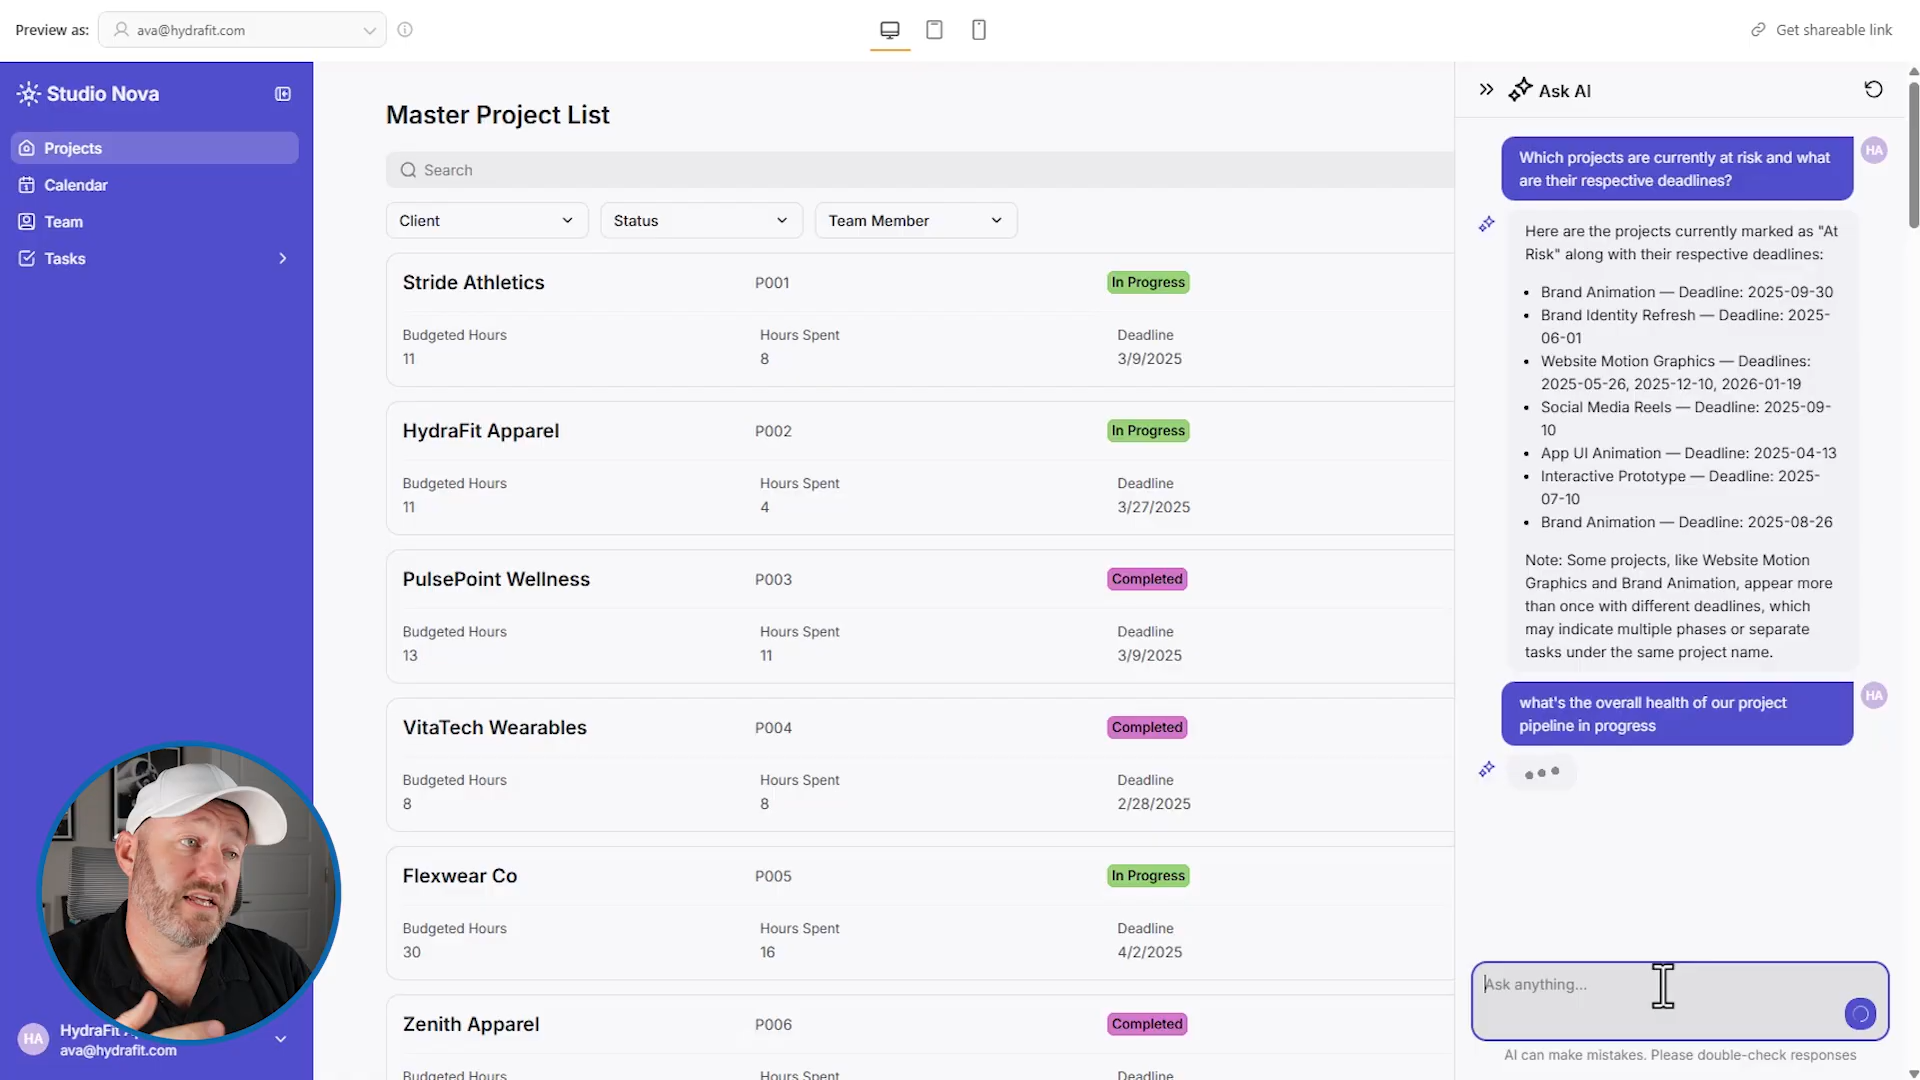 Preview as:
ava@hydrafit.com
Get shareable link
Studio Nova
Projects
Calendar
Team
Tasks
HA
ava@hydrafit.com
Master Project List
Search
Client
Status
Team Member
Stride Athletics
P001
In Progress
Budgeted Hours
Hours Spent
Deadline
11
8
3/9/2025
HydraFit Apparel
P002
In Progress
Budgeted Hours
Hours Spent
Deadline
11
4
3/27/2025
PulsePoint Wellness
P003
Completed
Budgeted Hours
Hours Spent
Deadline
13
11
3/9/2025
VitaTech Wearables
P004
Completed
Budgeted Hours
Hours Spent
Deadline
8
8
2/28/2025
Flexwear Co
P005
In Progress
Budgeted Hours
Hours Spent
Deadline
30
16
4/2/2025
Zenith Apparel
P006
Completed
Budgeted Hours
Hours Spent
Deadline
Ask AI
Which projects are currently at risk and what
are their respective deadlines?
HA
Here are the projects currently marked as "At
Risk" along with their respective deadlines:
• Brand Animation — Deadline: 2025-09-30
• Brand Identity Refresh — Deadline: 2025-
06-01
• Website Motion Graphics — Deadlines:
2025-05-26, 2025-12-10, 2026-01-19
• Social Media Reels — Deadline: 2025-09-
10
• App UI Animation — Deadline: 2025-04-13
• Interactive Prototype — Deadline: 2025-
07-10
• Brand Animation — Deadline: 2025-08-26
Note: Some projects, like Website Motion
Graphics and Brand Animation, appear more
than once with different deadlines, which
may indicate multiple phases or separate
tasks under the same project name.
what's the overall health of our project
pipeline in progress
HA
Ask anything...
AI can make mistakes. Please double-check responses